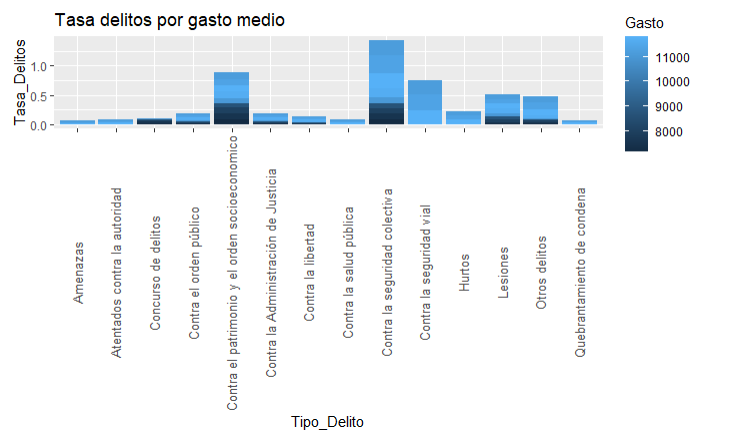 Tasa delitos por gasto medio
Tasa_Delitos
1.0
0.5
0.0
Amenazas
Atentados contra la autoridad
Concurso de delitos
Contra el orden público
Contra el patrimonio y el orden socioeconomico
Contra la Administración de Justicia
Contra la libertad
Contra la salud pública
Contra la seguridad colectiva
Contra la seguridad vial
Hurtos
Lesiones
Otros delitos
Quebrantamiento de condena
Tipo_Delito
Gasto
11000
10000
9000
8000